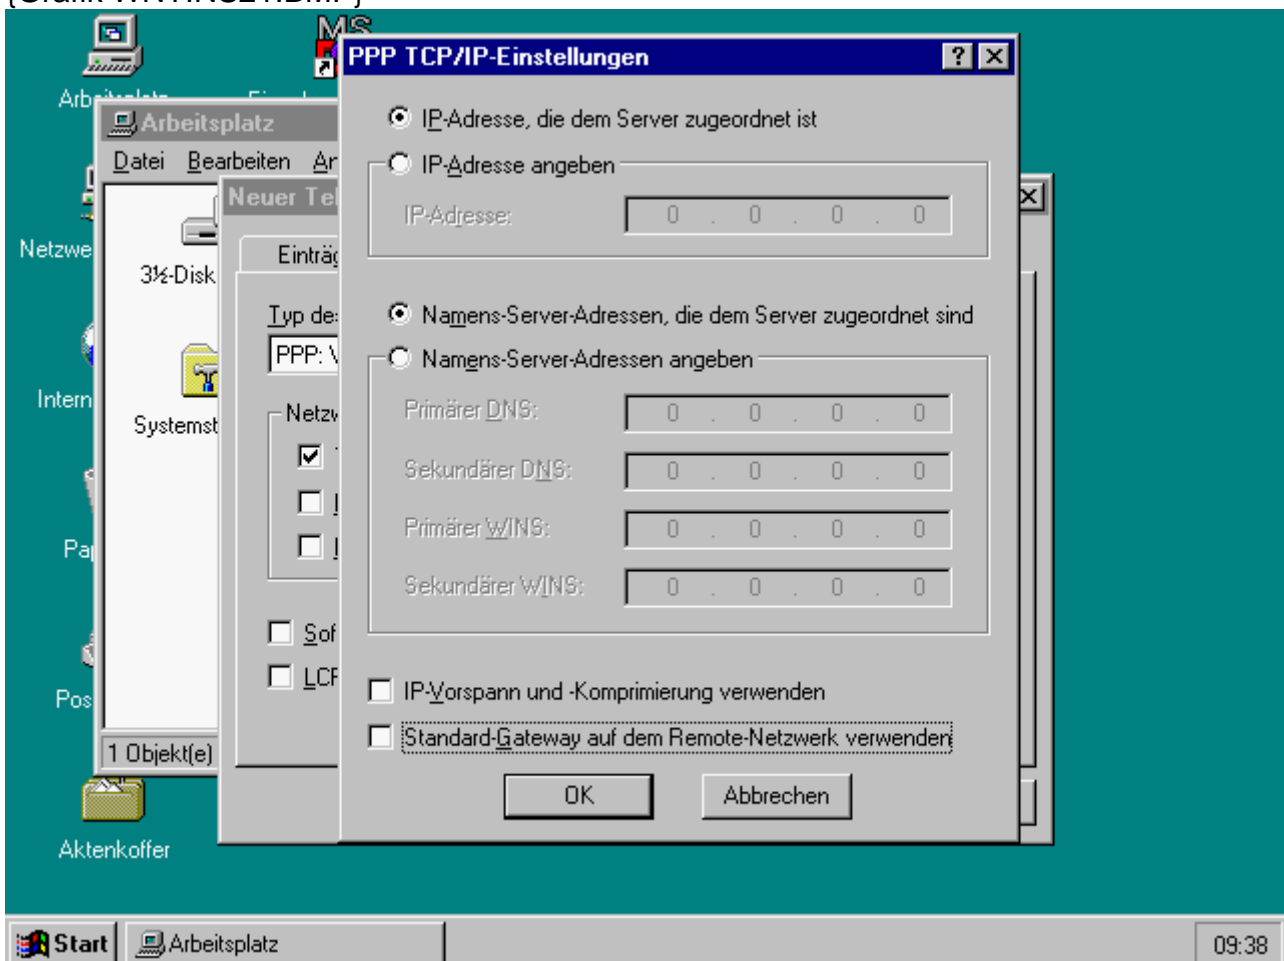 MS
PPP TCP/IP-Einstellungen
Arbeitsplatz
IP-Adresse, die dem Server zugeordnet ist
Datei Bearbeiten
IP-Adresse angeben
Neuer
IP-Adresse: 0 . 0 . 0 . 0
3½-Disk
Namens-Server-Adressen, die dem Server zugeordnet sind
Typ
PPP:
Namens-Server-Adressen angeben
Primärer DNS: 0 . 0 . 0 . 0
Sekundärer DNS: 0 . 0 . 0 . 0
Primärer WINS: 0 . 0 . 0 . 0
Sekundärer WINS: 0 . 0 . 0 . 0
IP-Vorspann und -Komprimierung verwenden
Standard-Gateway auf dem Remote-Netzwerk verwenden
1 Objekt(e)
OK Abbrechen
Aktenkoffer
Start Arbeitsplatz 09:38